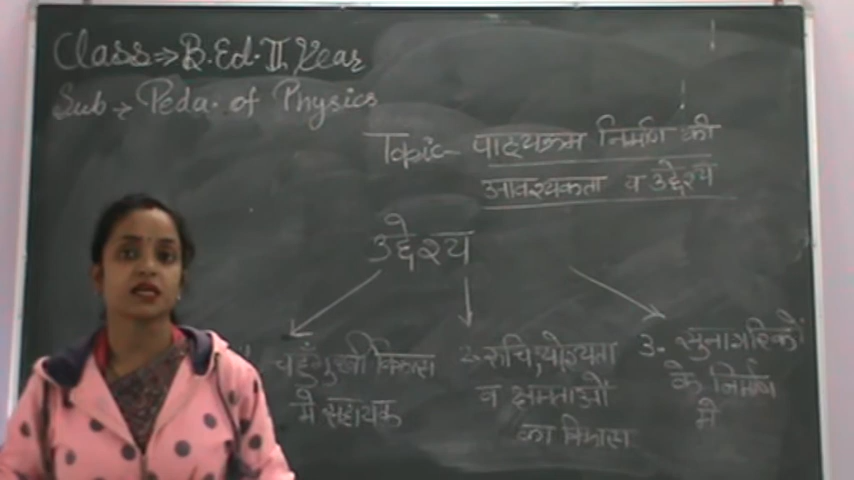 Class⇒B.Ed.II Year
Sub→Peda. of Physics
Topic- पाठ्यक्रम निर्माण की
आवश्यकता व उद्देश्य
उद्देश्य
चहुँमुखी विकास
में सहायक
2- रुचि,योग्यता
व क्षमताओं
का विकास
3- सुनागरिकों
के निर्माण
में